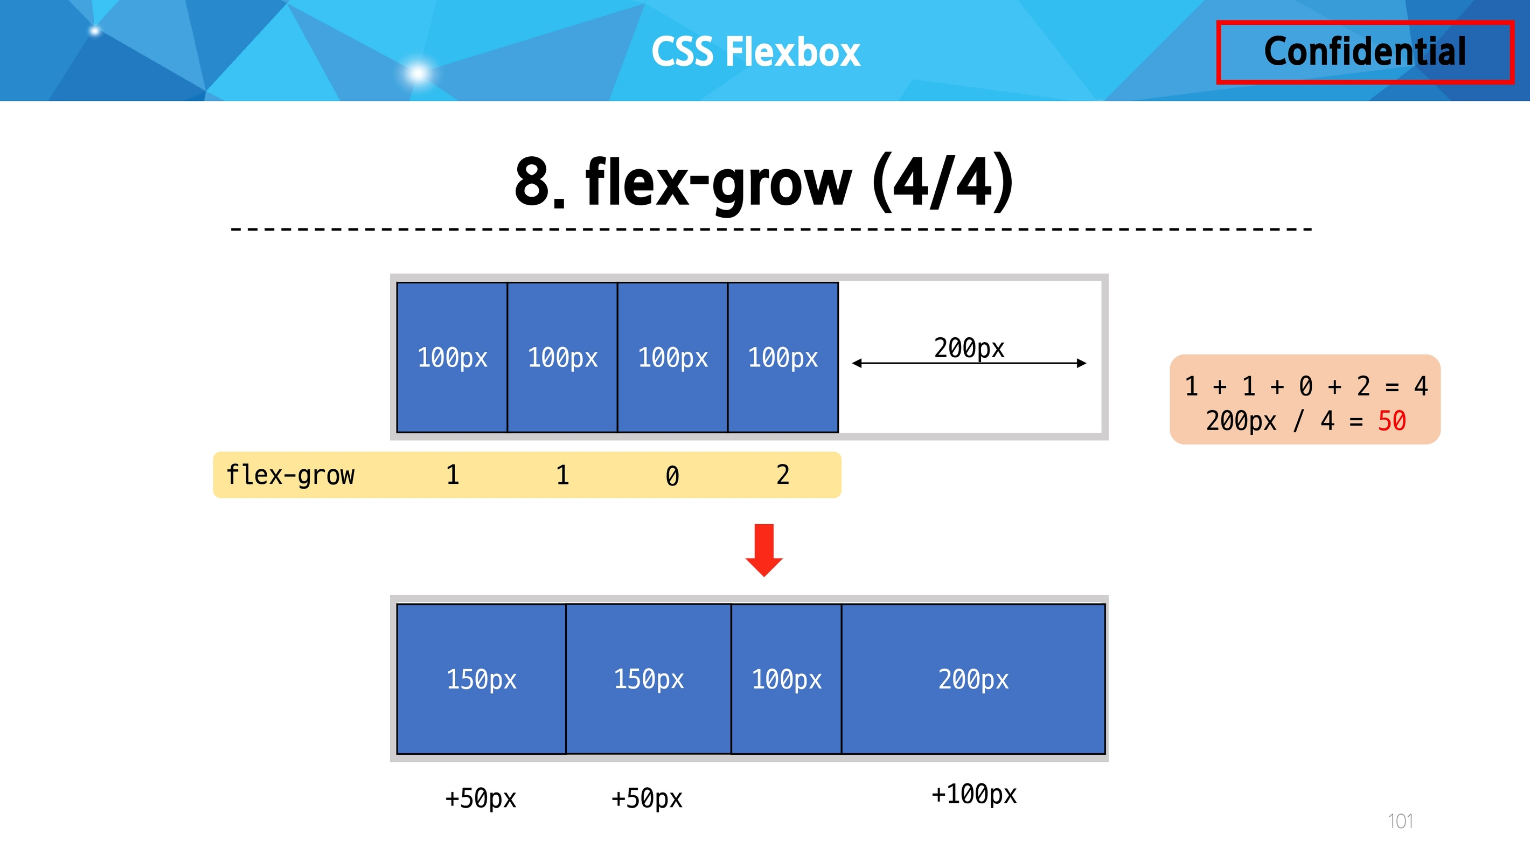 CSS Flexbox
Confidential
8. flex-grow (4/4)
100px 100px 100px 100px 200px
1 + 1 + 0 + 2 = 4
200px / 4 = 50
flex-grow 1 1 0 2
150px 150px 100px 200px
+50px +50px +100px
101